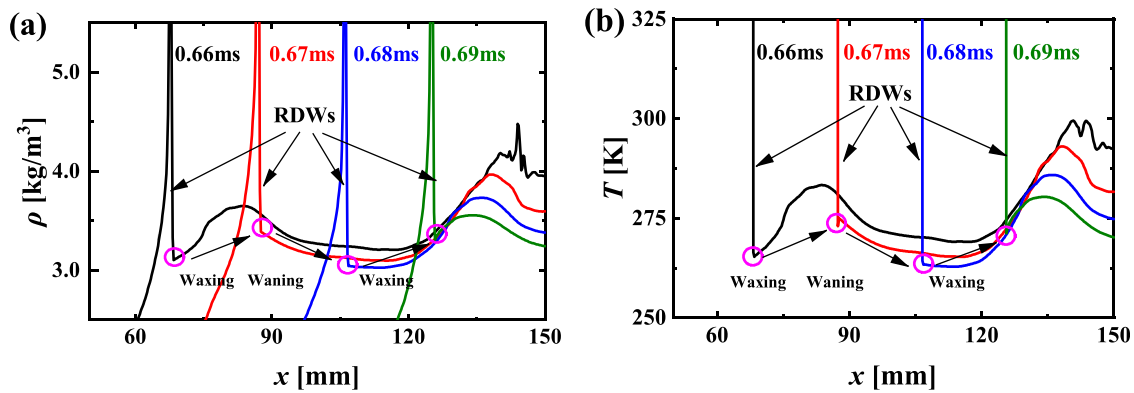 (a)
0.66ms 0.67ms 0.68ms 0.69ms
RDWs
Waxing Waning Waxing
ρ [kg/m³]
5.0
4.0
3.0
60 90 120 150
x [mm]
(b)
0.66ms 0.67ms 0.68ms 0.69ms
RDWs
Waxing Waning Waxing
T [K]
325
300
275
250
60 90 120 150
x [mm]